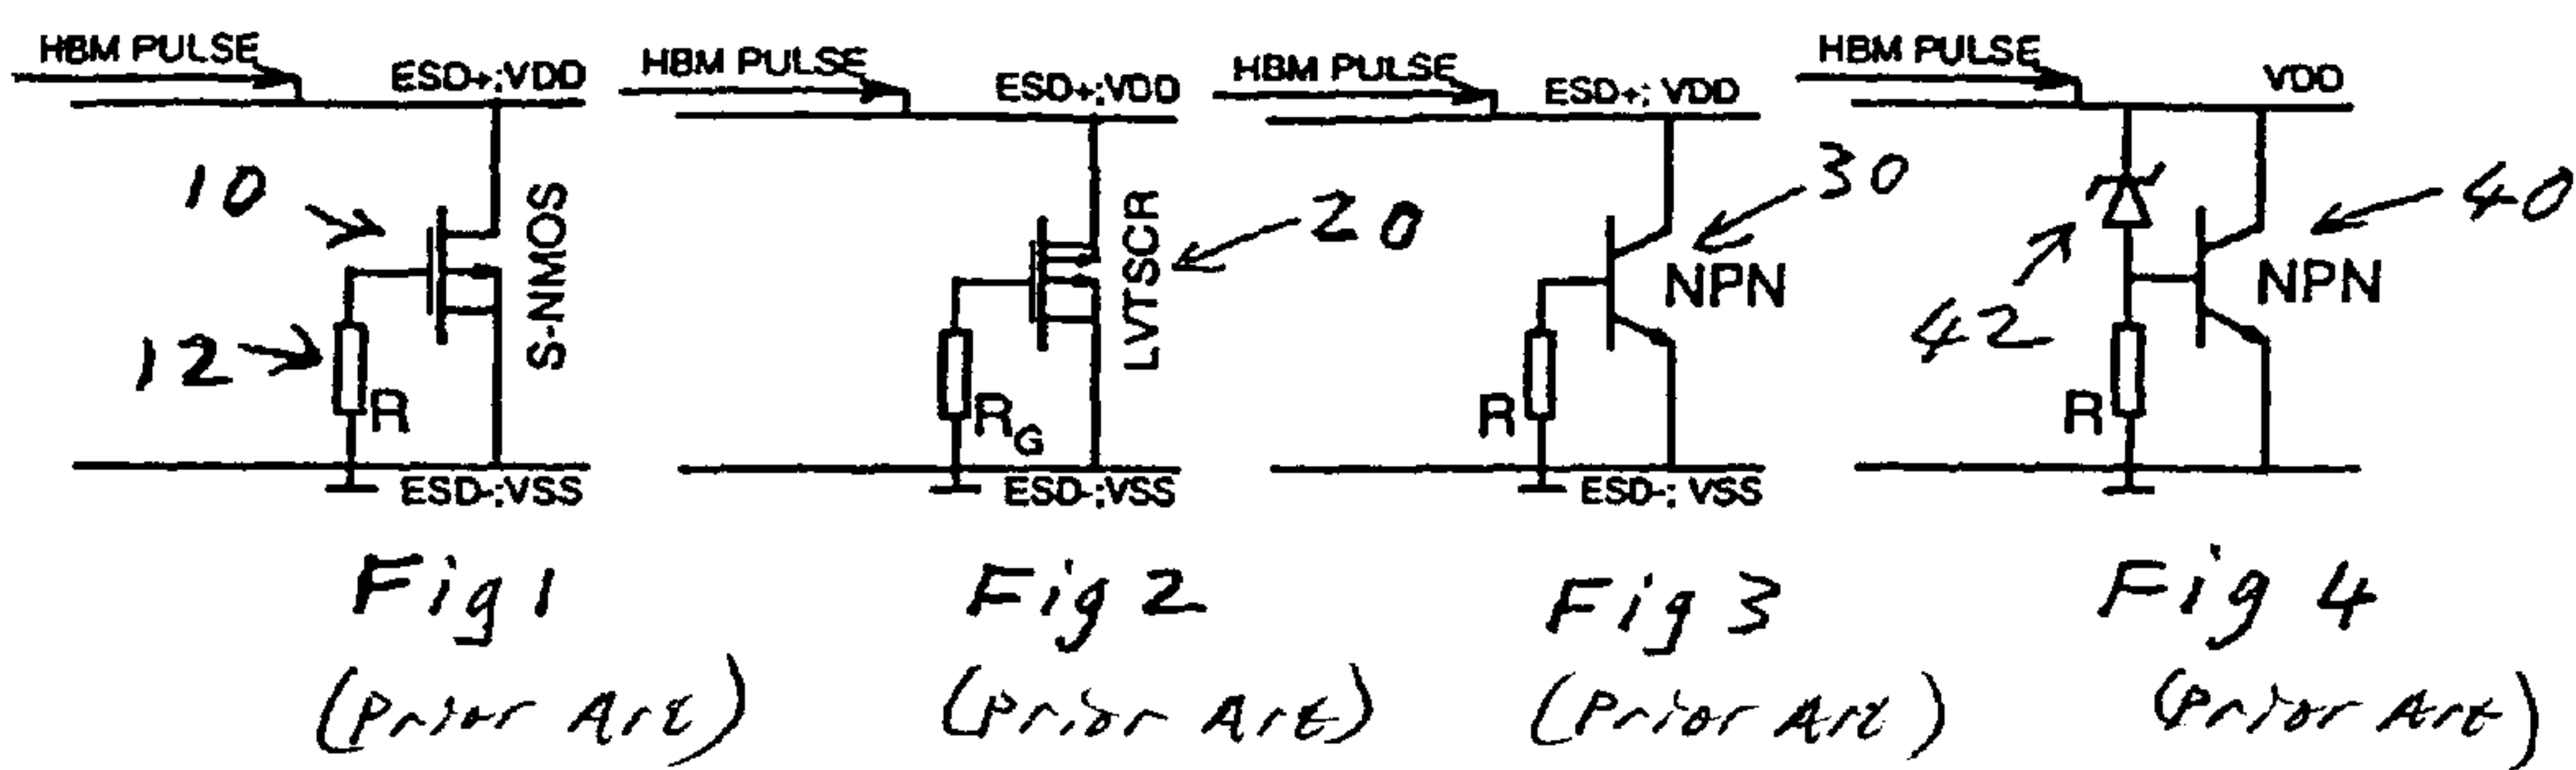 HBM PULSE
ESD+;VDD
10
S-NMOS
12
R
ESD-;VSS
Fig 1
(Prior Art)
HBM PULSE
ESD+;VDD
20
LVTSCR
RG
ESD-;VSS
Fig 2
(Prior Art)
HBM PULSE
ESD+; VDD
30
NPN
R
ESD-; VSS
Fig 3
(Prior Art)
HBM PULSE
VDD
40
NPN
42
R
Fig 4
(Prior Art)